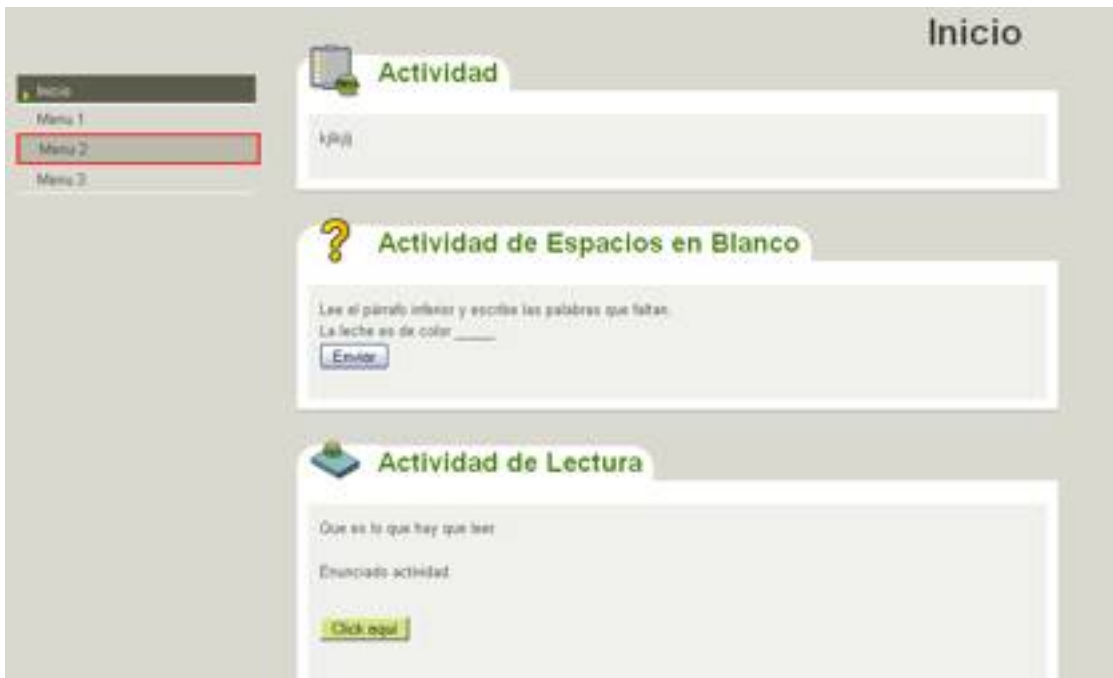 Inicio
Inicio
Menu 1
Menu 2
Menu 3
Actividad
Actividad de Espacios en Blanco
Lee el párrafo inferior y escribe las palabras que faltan.
La leche es de color _____
Enviar
Actividad de Lectura
Que es lo que hay que leer
Enunciado actividad
Click aquí